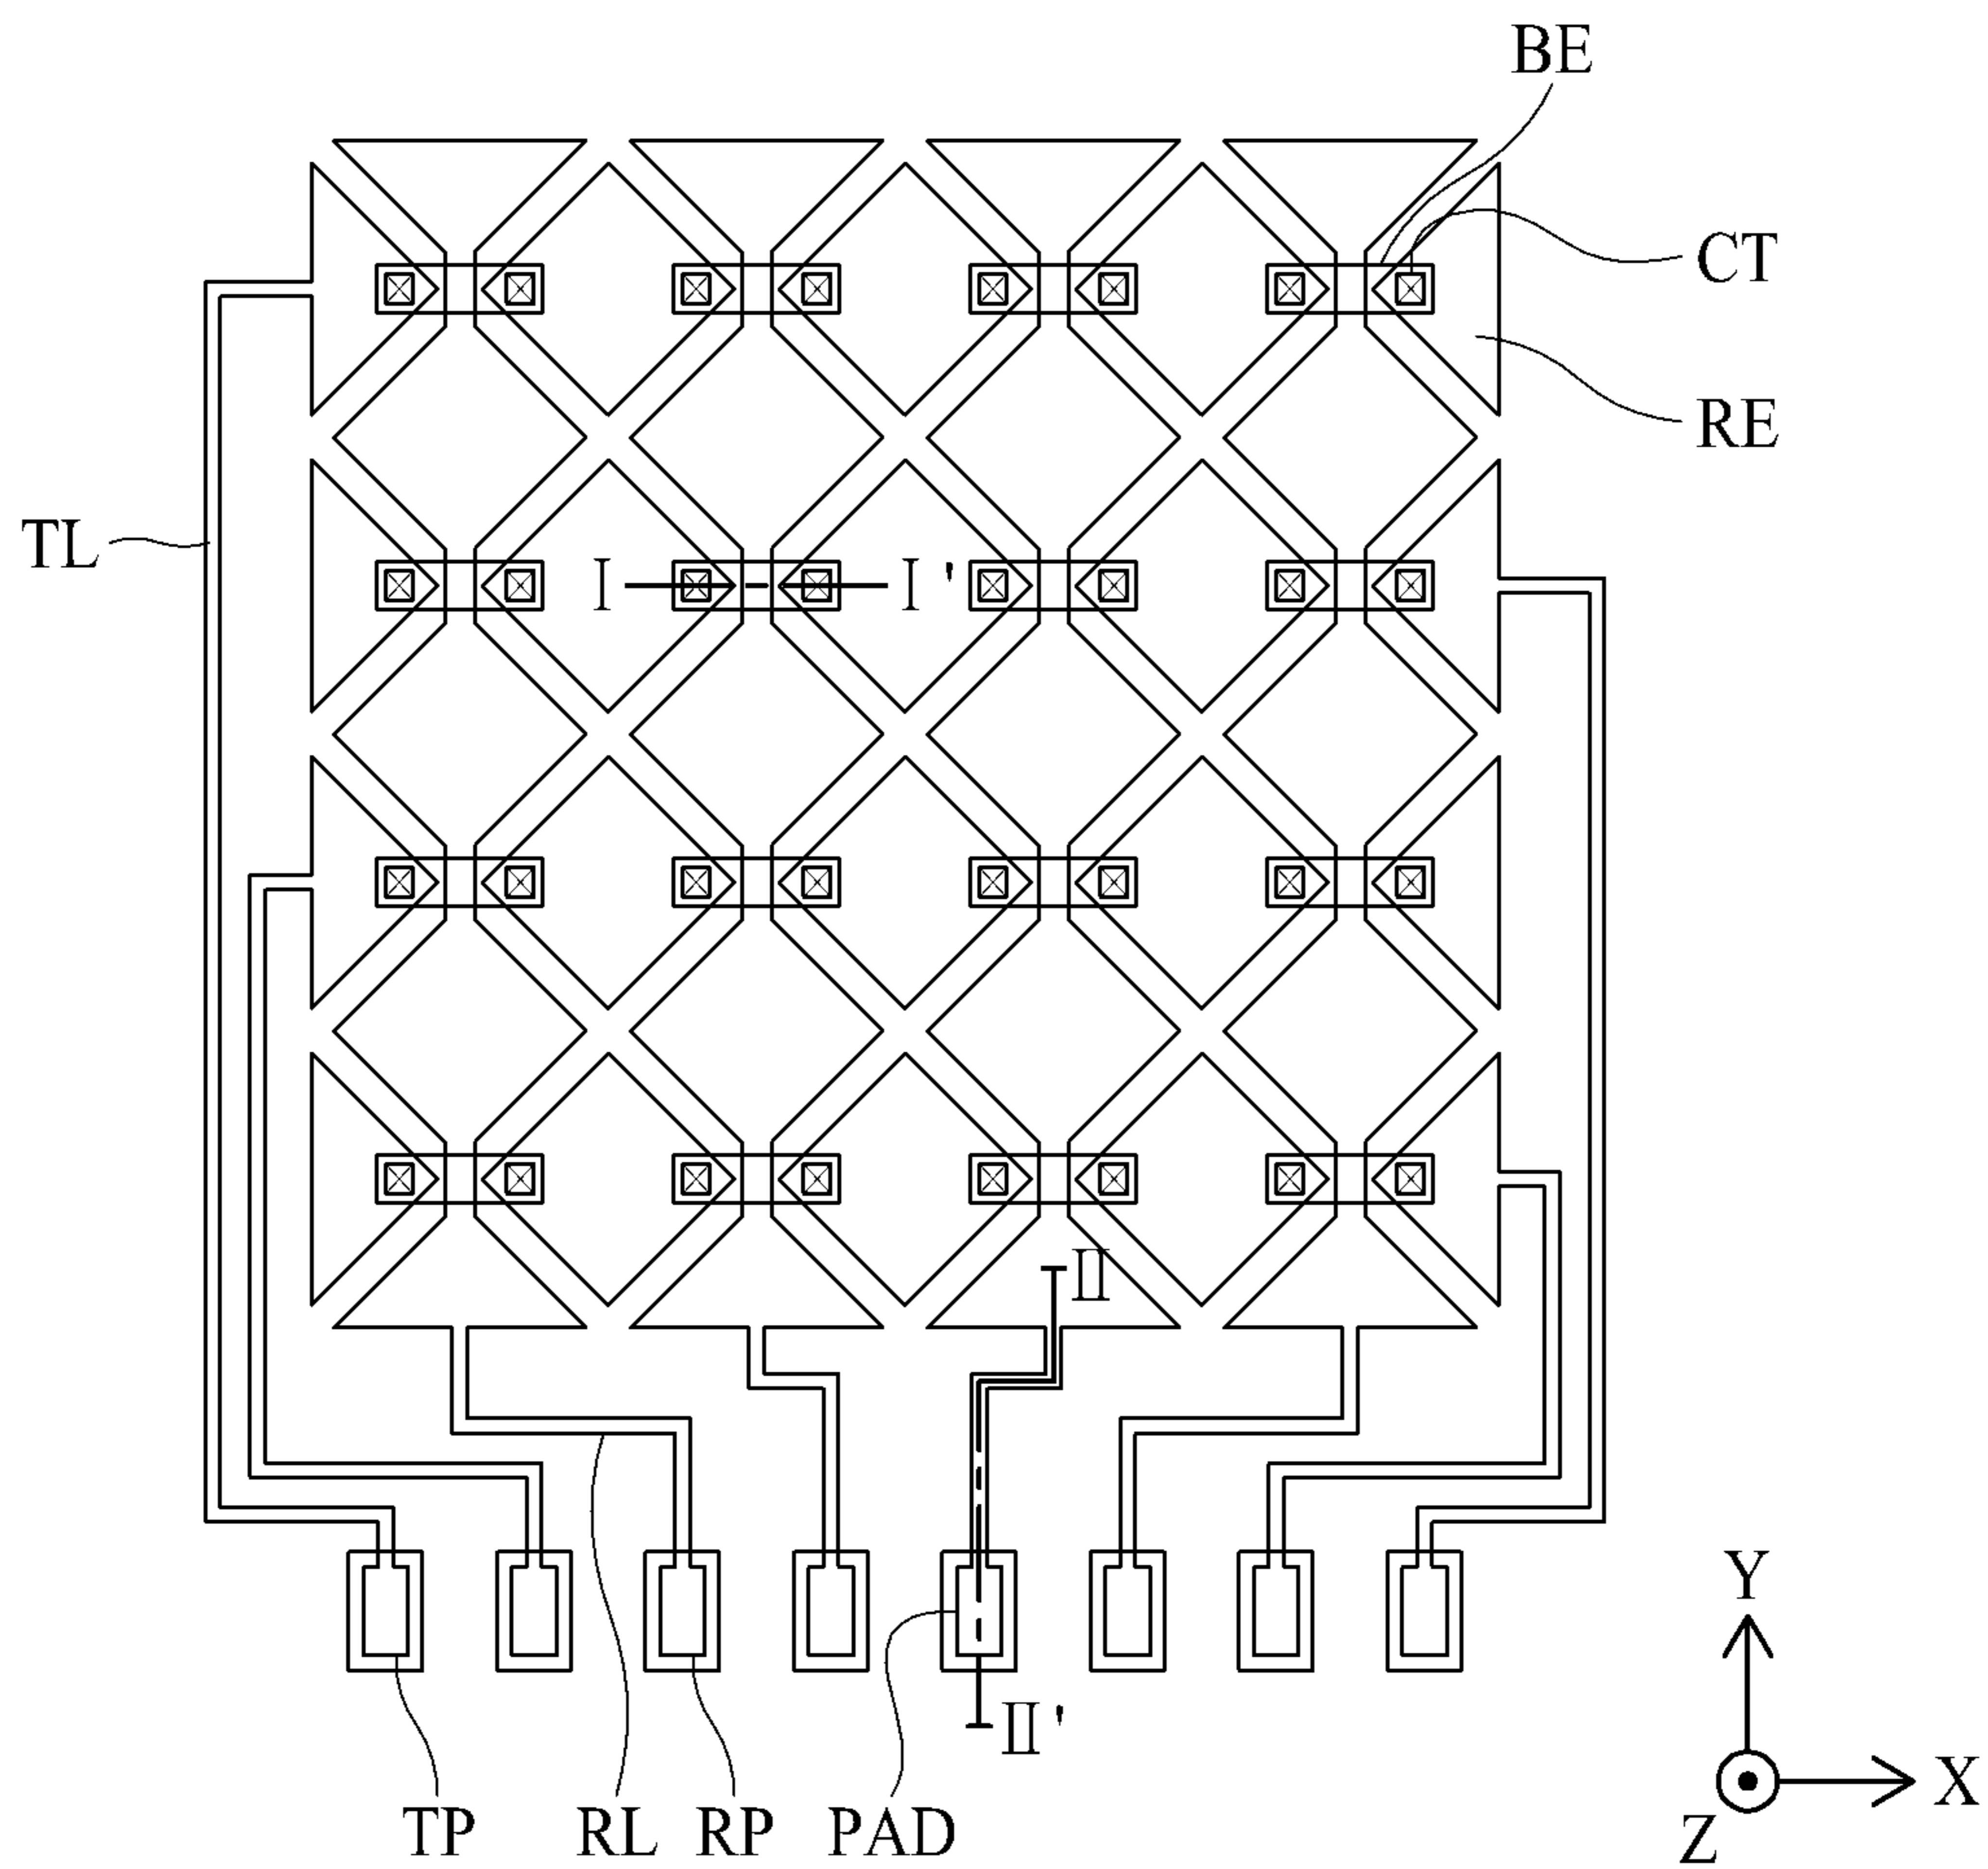 BE
CT
RE
TL
I I'
II
II'
TP RL RP PAD
Y
X
Z